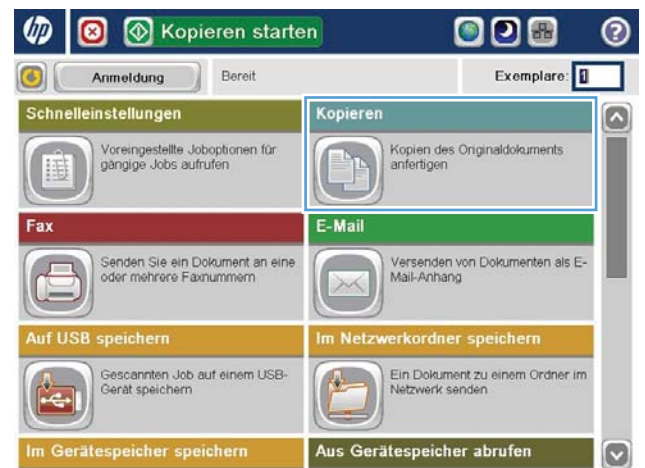 hp
Kopieren starten
?
Anmeldung
Bereit
Exemplare: 1
Schnelleinstellungen
Voreingestellte Joboptionen für
gängige Jobs aufrufen
Kopieren
Kopien des Originaldokuments
anfertigen
Fax
Senden Sie ein Dokument an eine
oder mehrere Faxnummern
E-Mail
Versenden von Dokumenten als E-
Mail-Anhang
Auf USB speichern
Gescannten Job auf einem USB-
Gerät speichern
Im Netzwerkordner speichern
Ein Dokument zu einem Ordner im
Netzwerk senden
Im Gerätespeicher speichern
Aus Gerätespeicher abrufen